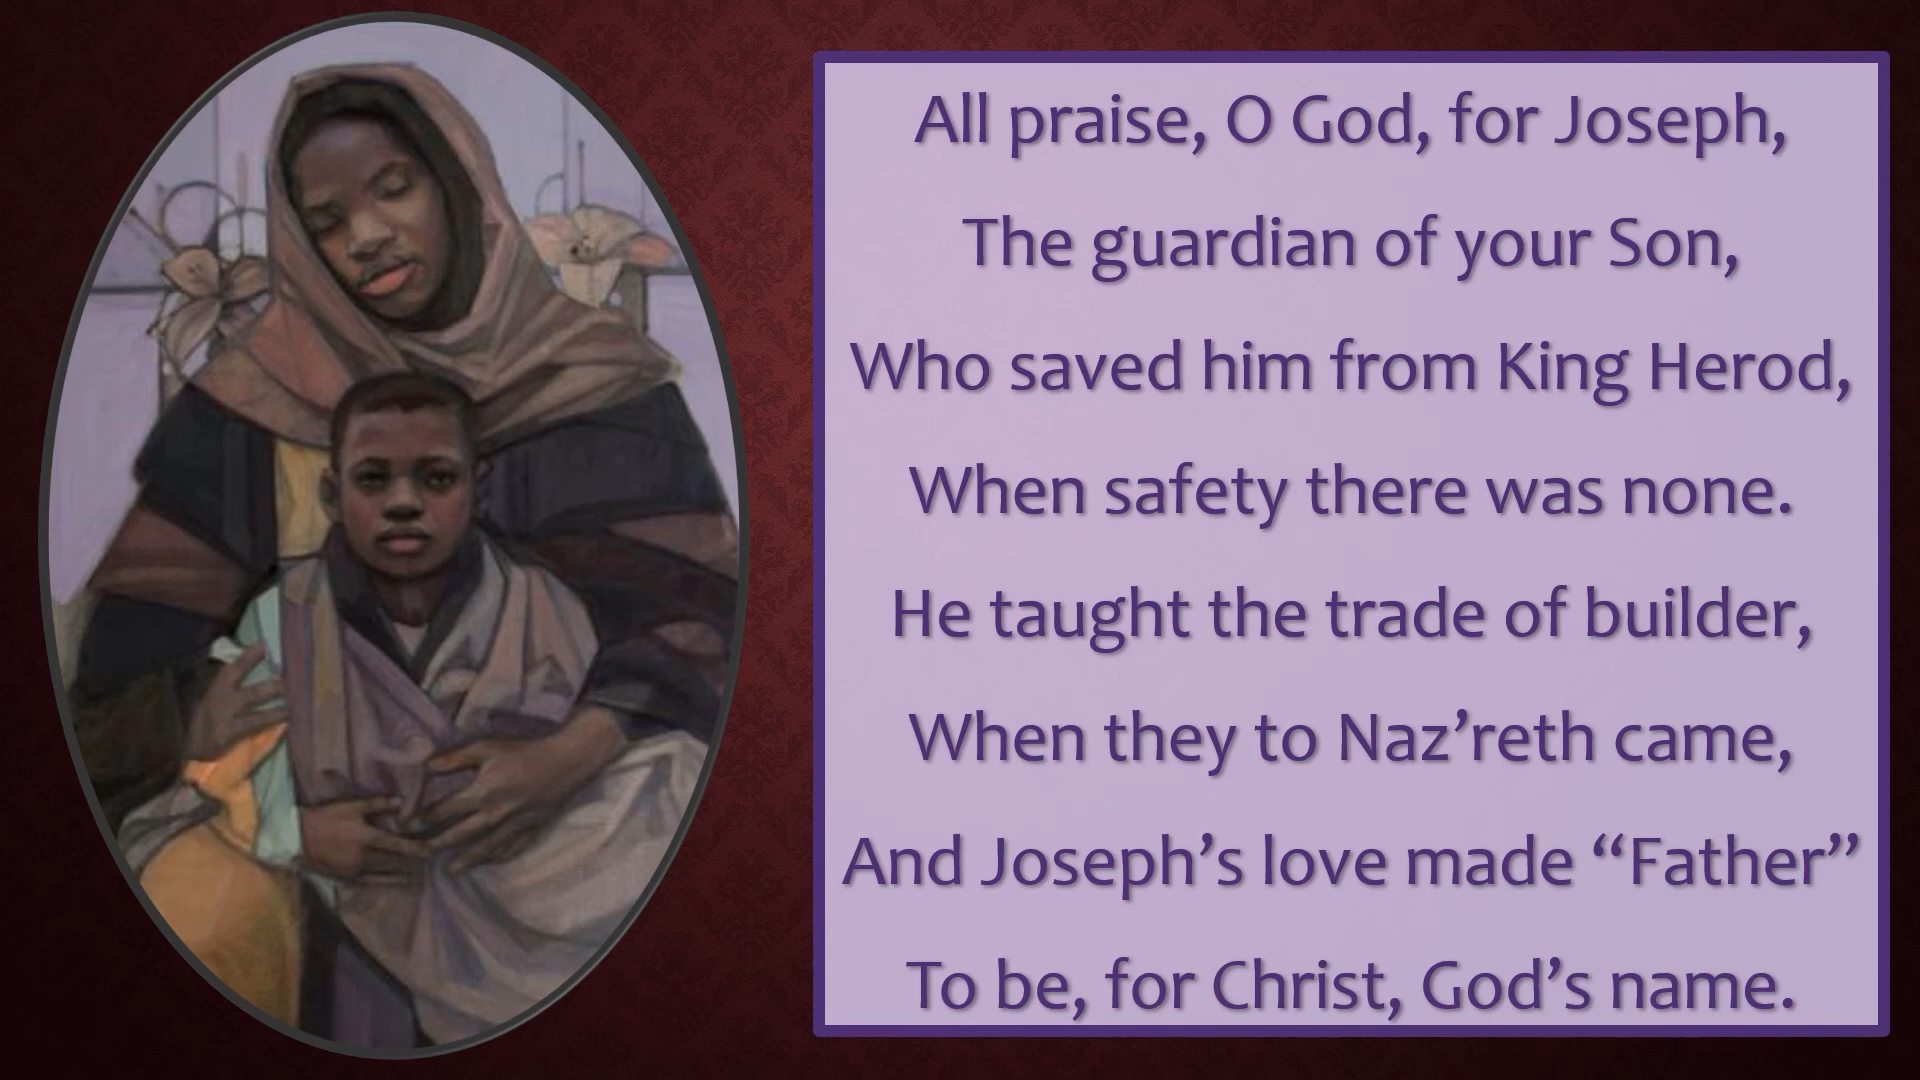 All praise, O God, for Joseph,
The guardian of your Son,
Who saved him from King Herod,
When safety there was none.
He taught the trade of builder,
When they to Naz’reth came,
And Joseph’s love made “Father”
To be, for Christ, God’s name.